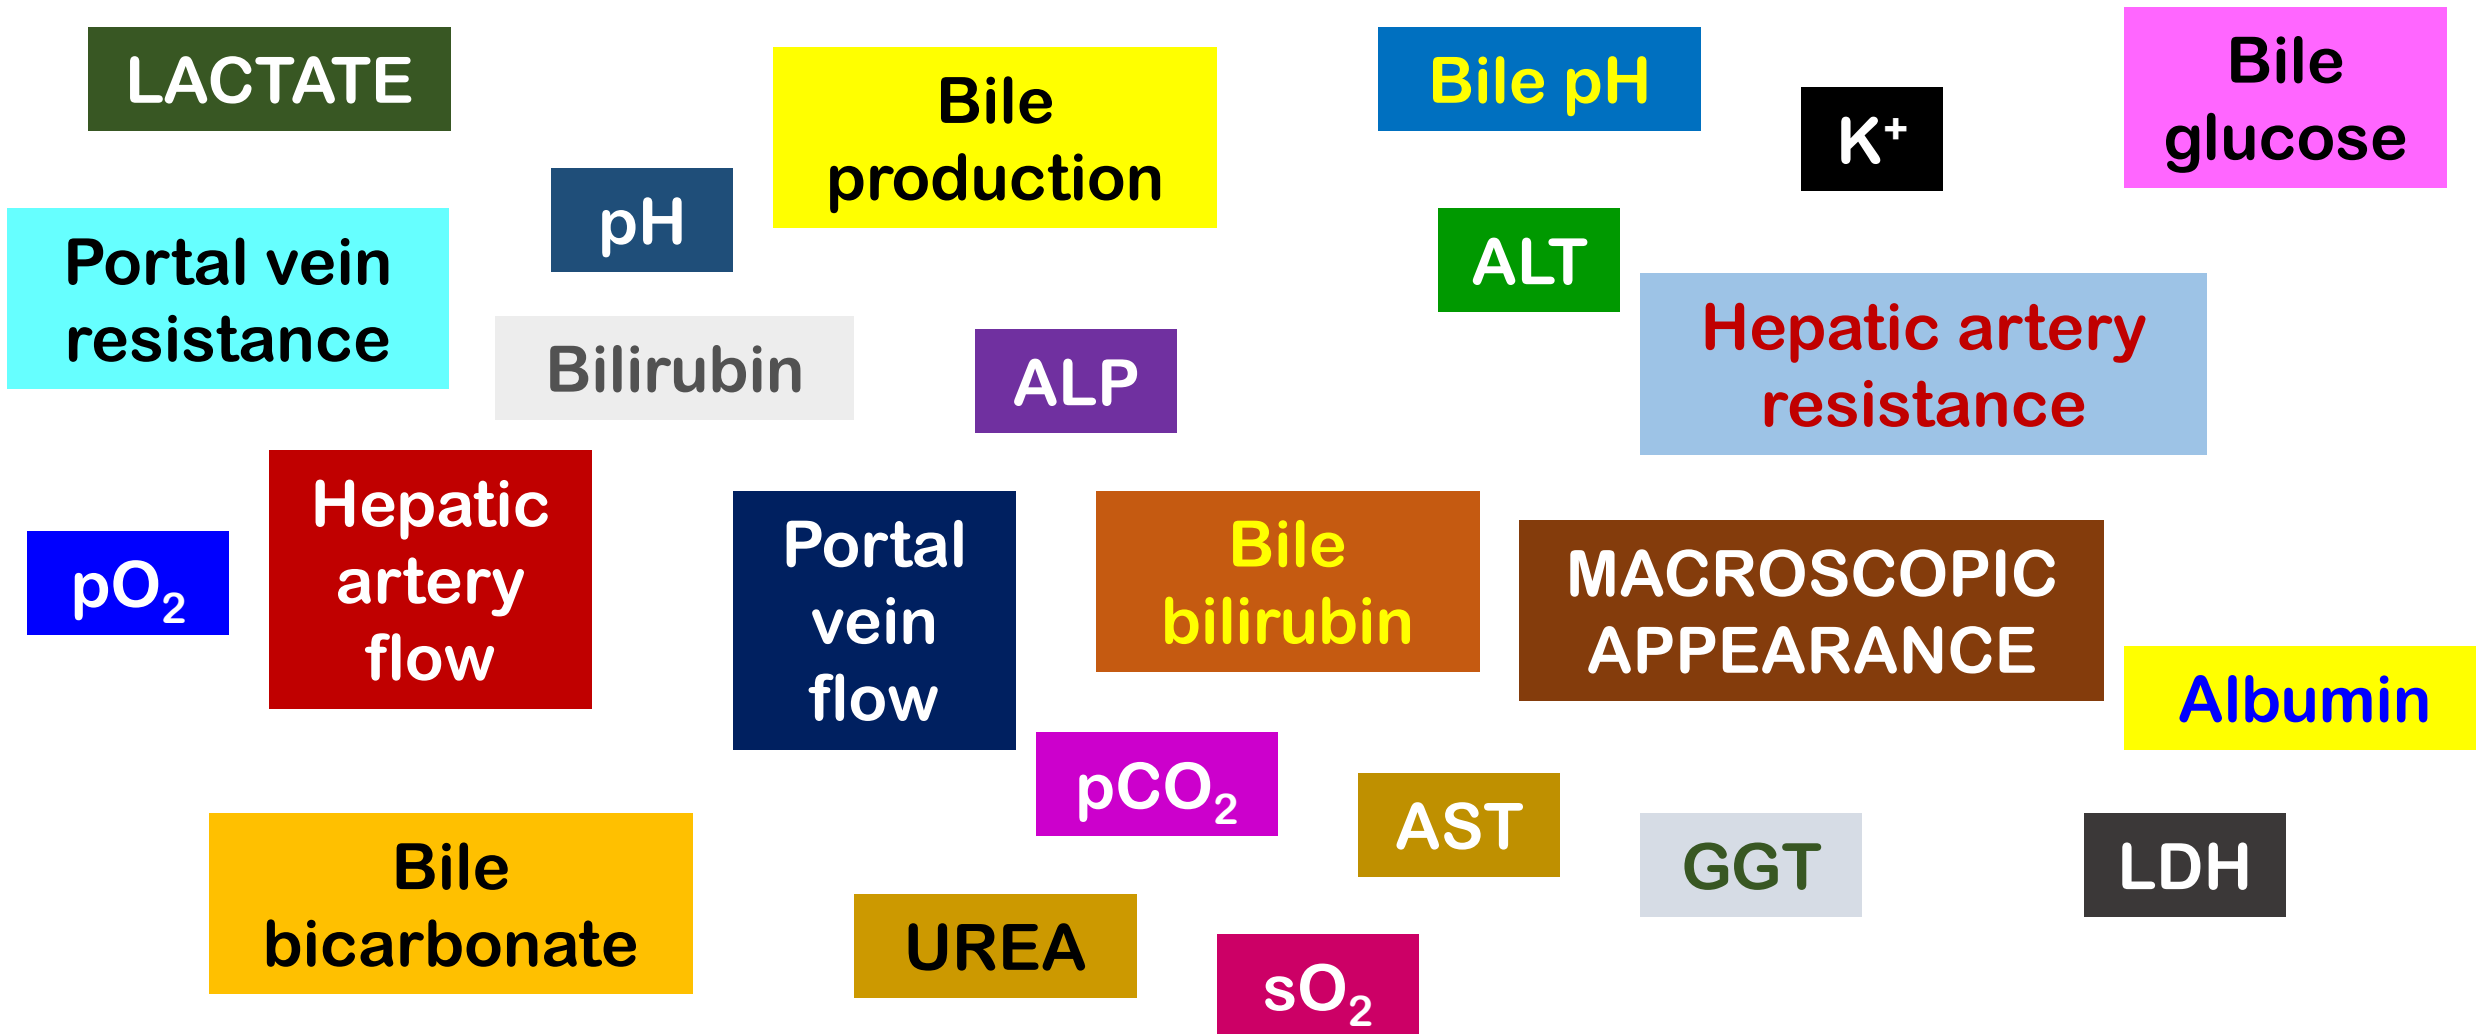 LACTATE
Bile
production
Bile pH
K⁺
Bile
glucose
pH
Portal vein
resistance
ALT
Bilirubin
ALP
Hepatic artery
resistance
pO₂
Hepatic
artery
flow
Portal
vein
flow
Bile
bilirubin
MACROSCOPIC
APPEARANCE
Albumin
pCO₂
AST
Bile
bicarbonate
GGT
LDH
UREA
sO₂